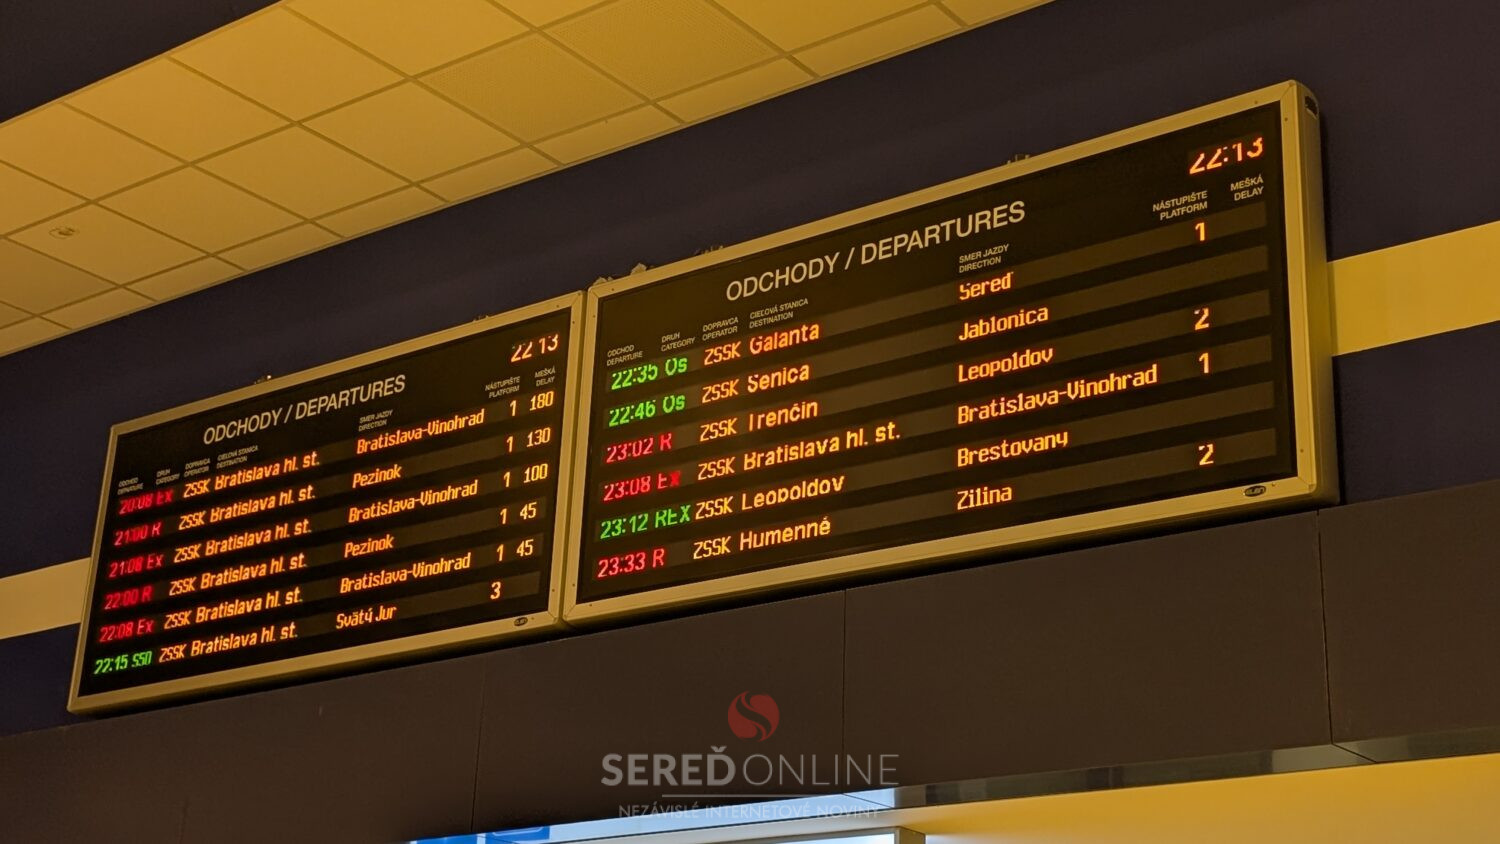 22 13
ODCHODY / DEPARTURES
ODCHOD DRUH DOPRAVCA CIEĽOVÁ STANICA SMER JAZDY NÁSTUPIŠTE MEŠKÁ
DEPARTURE CATEGORY OPERATOR DESTINATION DIRECTION PLATFORM DELAY
20:08 Ex ZSSK Bratislava hl. st. Bratislava-Vinohrad 1 180
21:00 R ZSSK Bratislava hl. st. Pezinok 1 130
21:08 Ex ZSSK Bratislava hl. st. Bratislava-Vinohrad 1 100
22:00 R ZSSK Bratislava hl. st. Pezinok 1 45
22:08 Ex ZSSK Bratislava hl. st. Bratislava-Vinohrad 1 45
22:15 S50 ZSSK Bratislava hl. st. Svätý Jur 3
22:13
ODCHODY / DEPARTURES
ODCHOD DRUH DOPRAVCA CIEĽOVÁ STANICA SMER JAZDY NÁSTUPIŠTE MEŠKÁ
DEPARTURE CATEGORY OPERATOR DESTINATION DIRECTION PLATFORM DELAY
22:35 Os ZSSK Galanta Sereď 1
22:46 Os ZSSK Senica Jablonica
23:02 R ZSSK Trenčín Leopoldov 2
23:08 Ex ZSSK Bratislava hl. st. Bratislava-Vinohrad 1
23:12 REX ZSSK Leopoldov Brestovany
23:33 R ZSSK Humenné Žilina 2
ELEN
SEREĎONLINE
NEZÁVISLÉ INTERNETOVÉ NOVINY